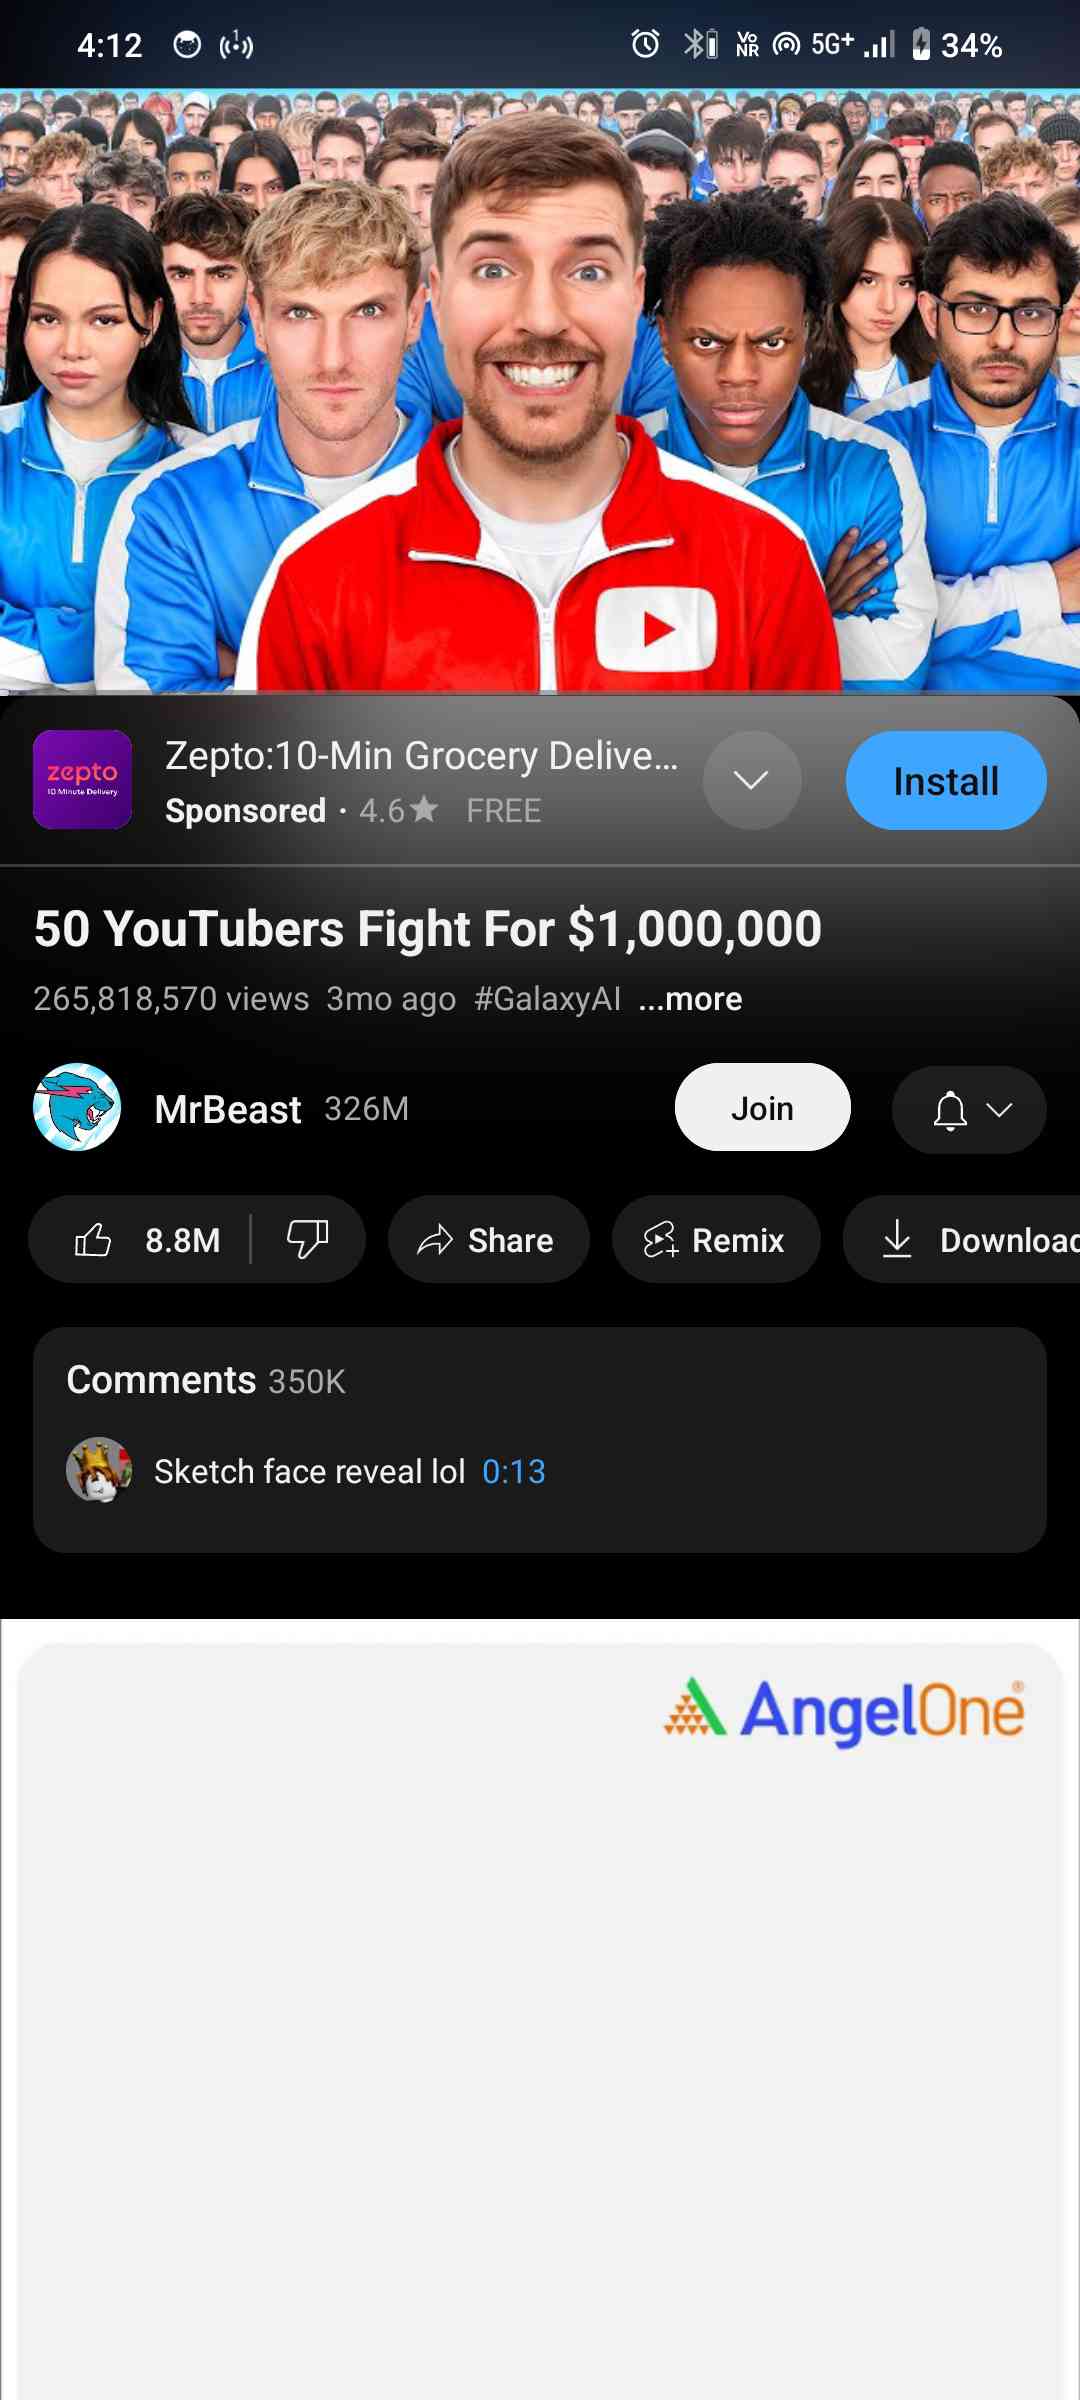 4:12
Vo NR 5G+ 34%
zepto
10 Minute Delivery
Zepto:10-Min Grocery Delive...
Sponsored · 4.6★ FREE
Install
50 YouTubers Fight For $1,000,000
265,818,570 views 3mo ago #GalaxyAI ...more
MrBeast 326M
Join
8.8M
Share
Remix
Download
Comments 350K
Sketch face reveal lol 0:13
AngelOne®